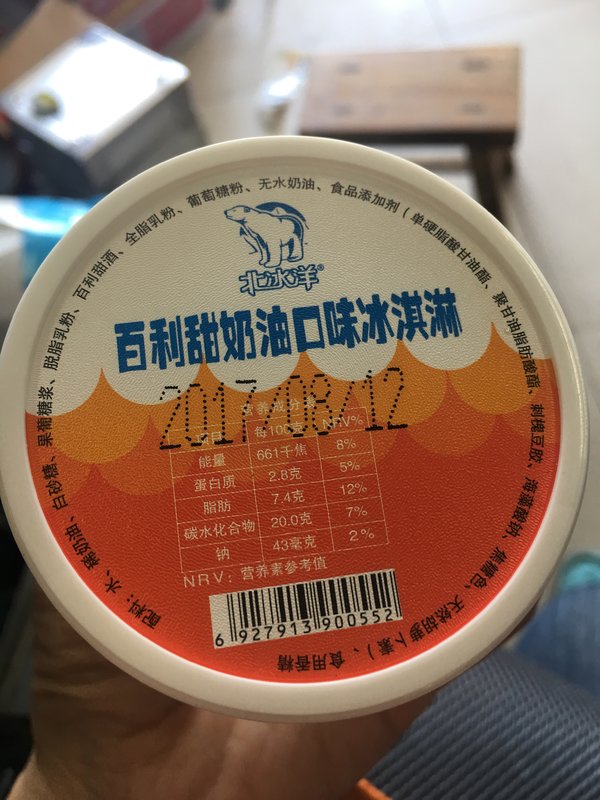 配料：水、稀奶油、白砂糖、果葡糖浆、脱脂乳粉、百利甜酒、全脂乳粉、葡萄糖粉、无水奶油、食品添加剂（单硬脂酸甘油酯、聚甘油脂肪酸酯、刺槐豆胶、海藻酸钠、焦糖色、天然胡萝卜素）、食用香精
北冰洋®
百利甜奶油口味冰淇淋
2017/08/12
营养成分表
项目 每100克 NRV%
能量 661千焦 8%
蛋白质 2.8克 5%
脂肪 7.4克 12%
碳水化合物 20.0克 7%
钠 43毫克 2%
NRV：营养素参考值
6 927913 900552